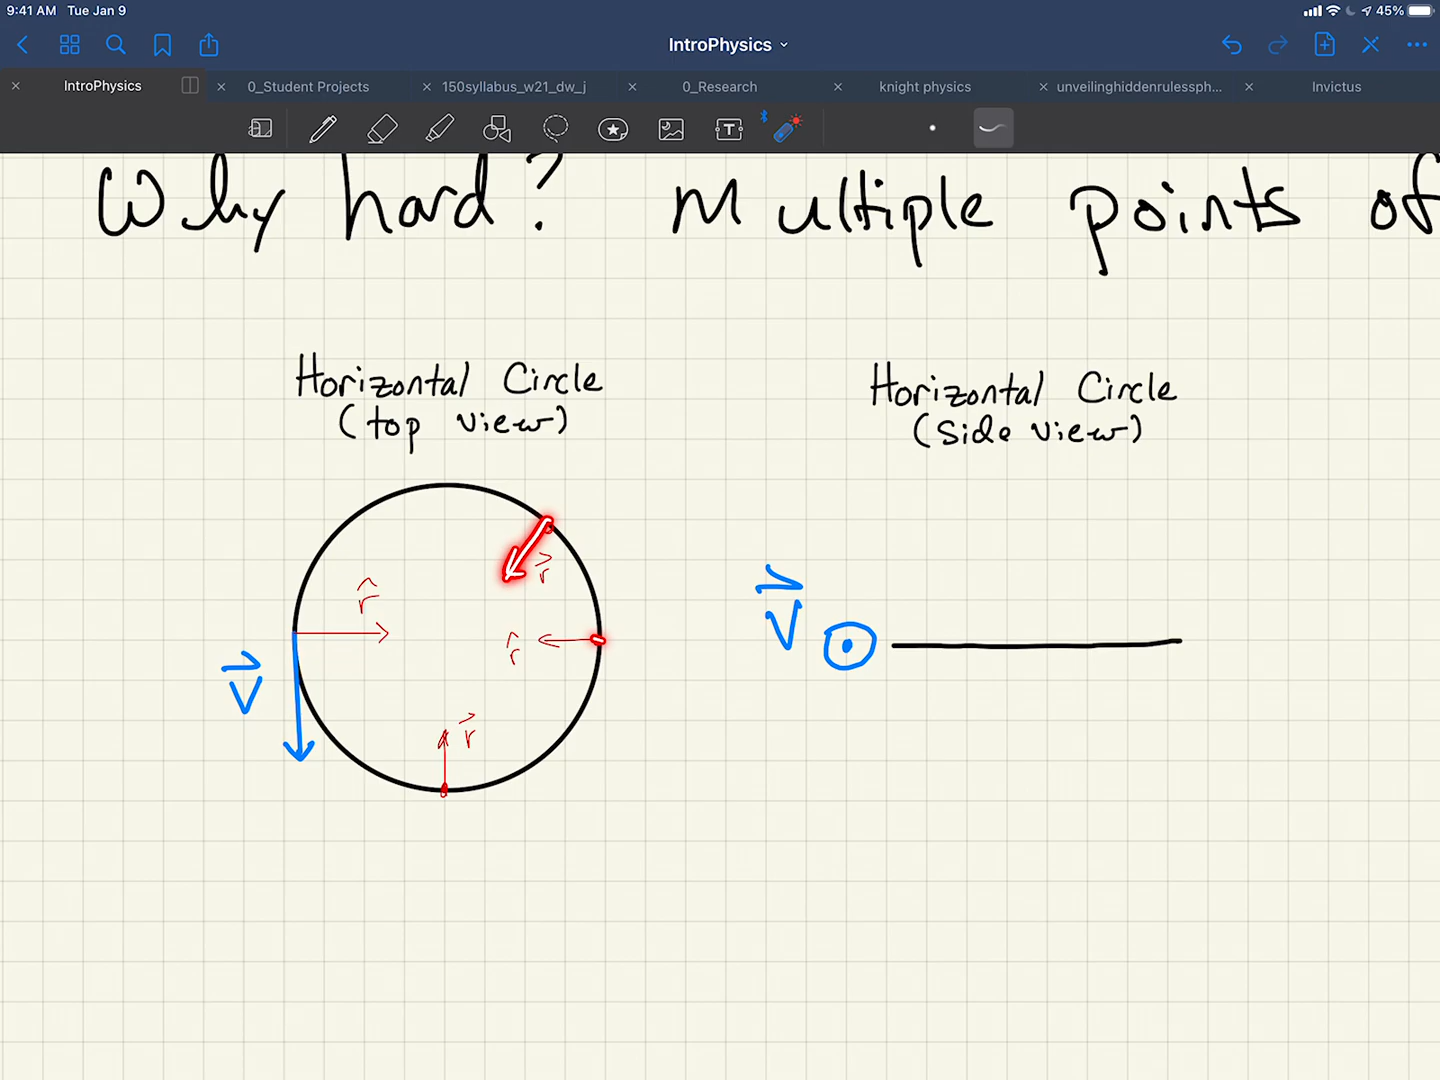 9:41 AM Tue Jan 9
45%
IntroPhysics
IntroPhysics
0_Student Projects
150syllabus_w21_dw_j
0_Research
knight physics
unveilinghiddenrulessph...
Invictus
Why hard? Multiple points of
Horizontal Circle
(top view)
Horizontal Circle
(Side view)
r⃗
r̂
r̂
V⃗
r⃗
V⃗